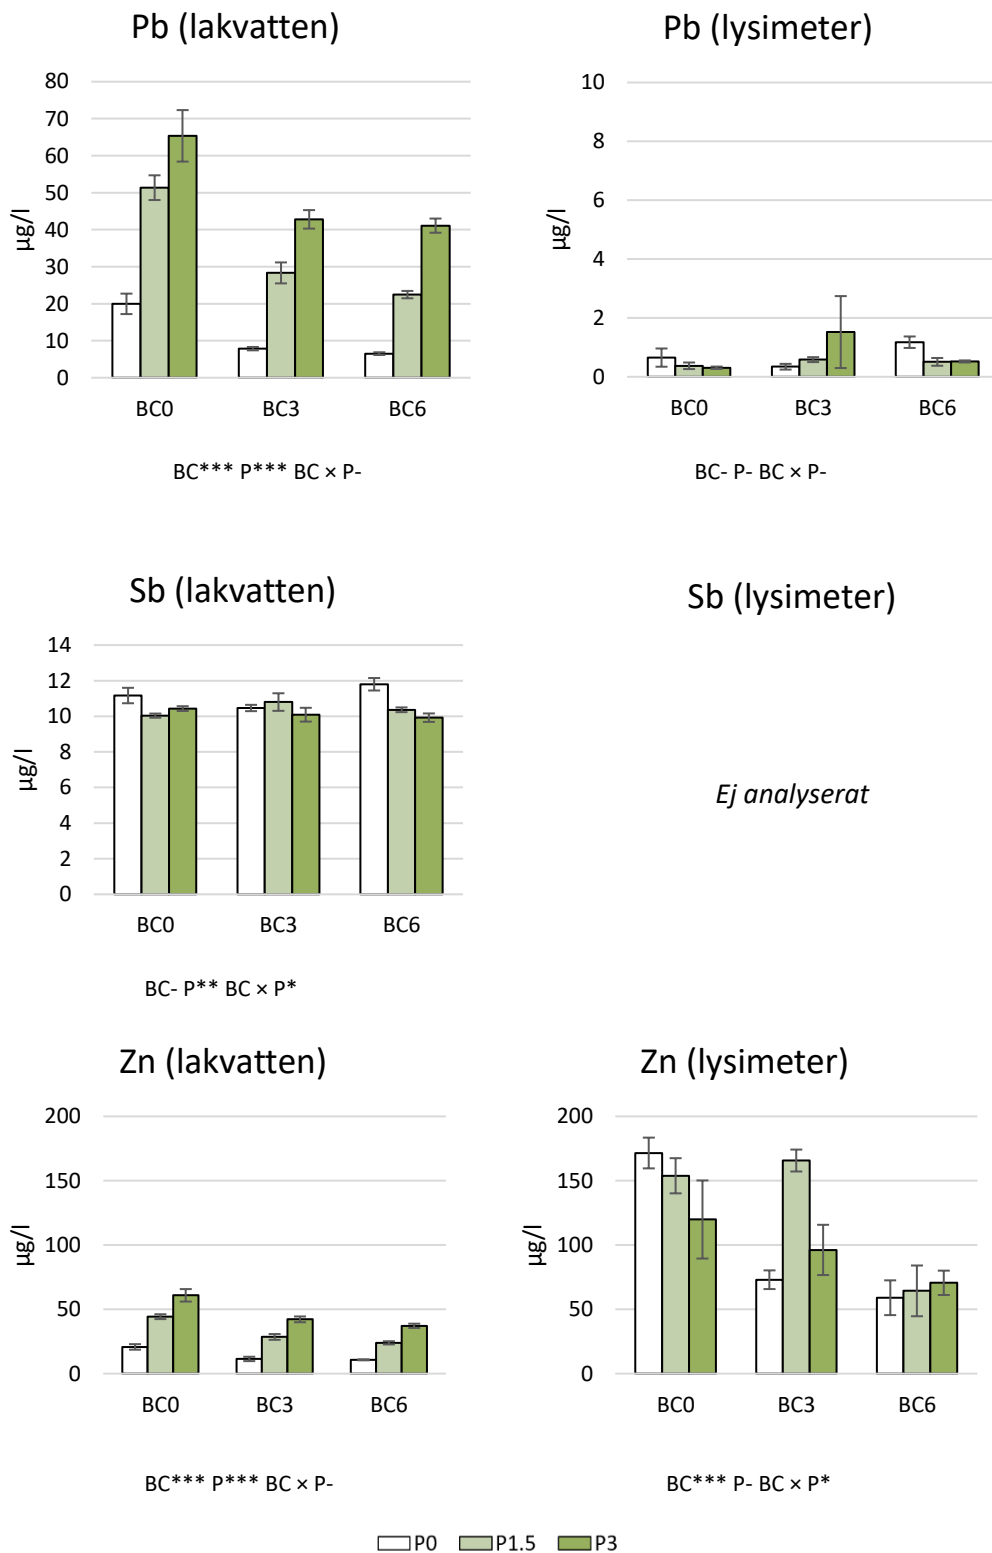 Pb (lakvatten)
80
70
60
50
40
30
20
10
0
µg/l
BC0 BC3 BC6
BC*** P*** BC × P-
Pb (lysimeter)
10
8
6
4
2
0
µg/l
BC0 BC3 BC6
BC- P- BC × P-
Sb (lakvatten)
14
12
10
8
6
4
2
0
µg/l
BC0 BC3 BC6
BC- P** BC × P*
Sb (lysimeter)
Ej analyserat
Zn (lakvatten)
200
150
100
50
0
µg/l
BC0 BC3 BC6
BC*** P*** BC × P-
Zn (lysimeter)
200
150
100
50
0
µg/l
BC0 BC3 BC6
BC*** P- BC × P*
P0 P1.5 P3